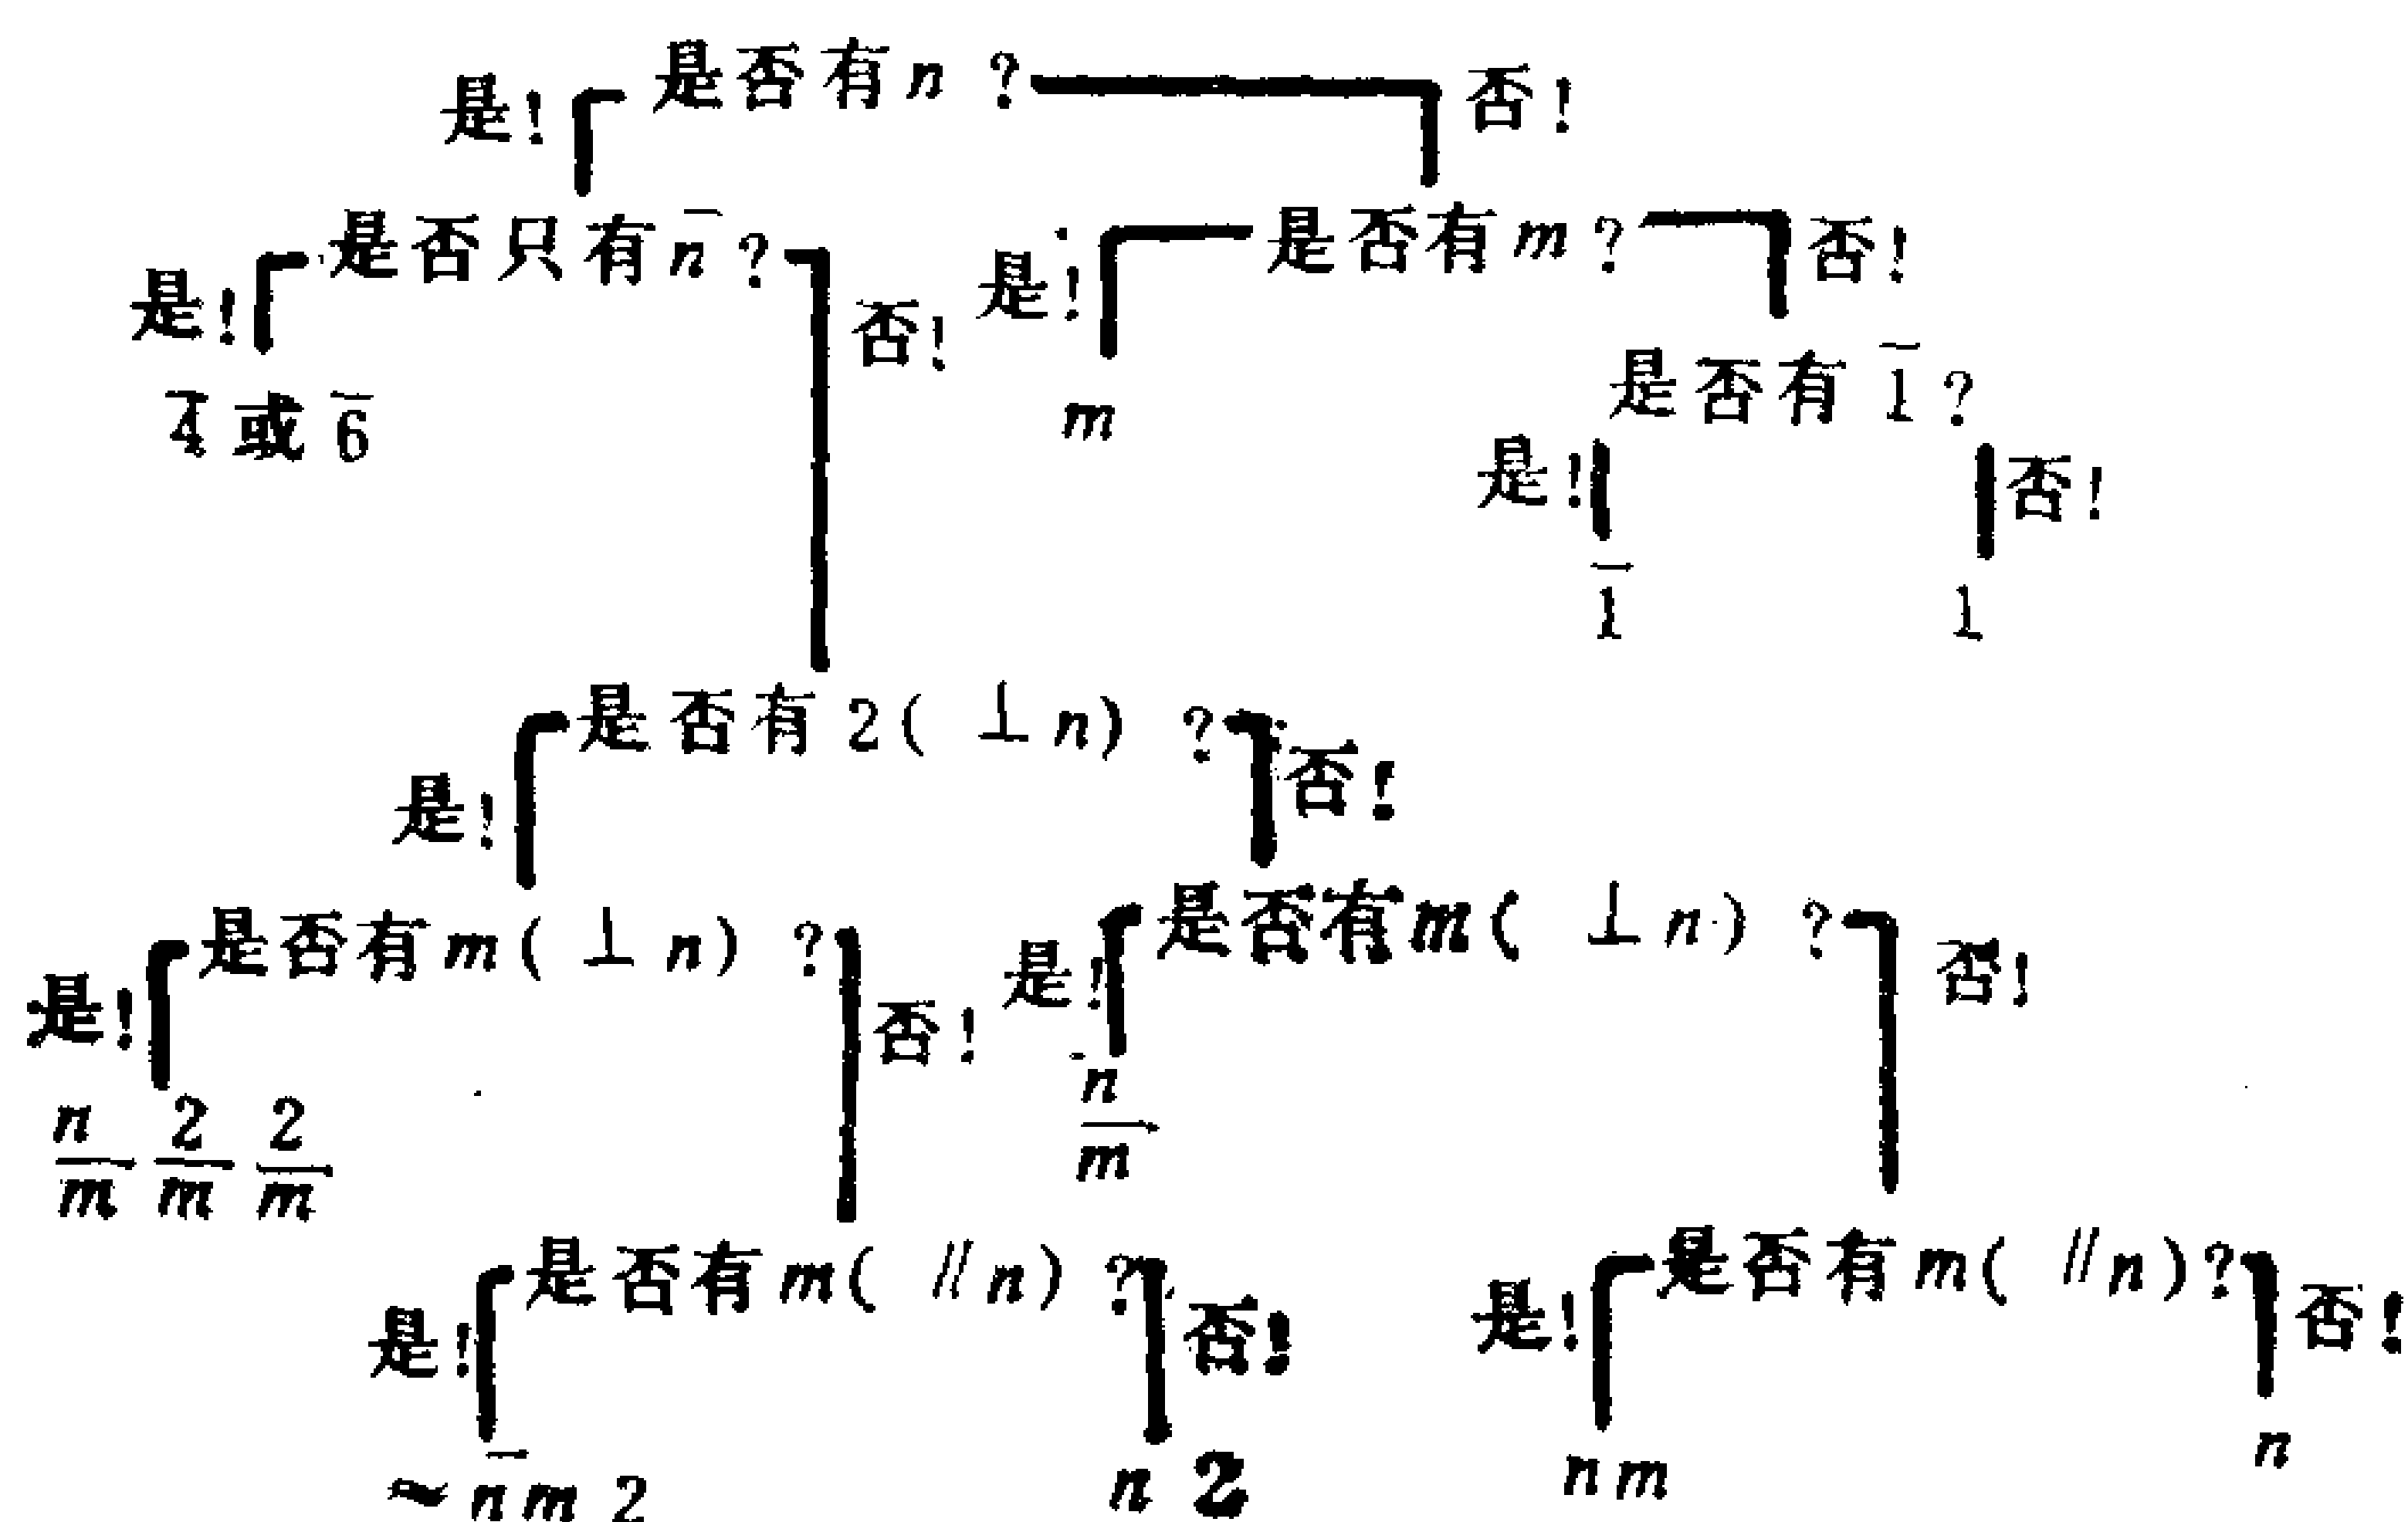 是! 是否有n ? 否!
是! 是否只有n̄ ? 否! 是! 是否有m ? 否!
4̄ 或 6̄ m 是否有 1̄ ?
是! 否!
1̄ 1
是否有 2( ⊥ n) ?
是! 否!
是否有m( ⊥ n) ? 是否有m( ⊥ n) ?
是! 否! 是! 否!
n/m 2/m 2/m n/m
是否有m( ∥ n) ? 是否有m( ∥ n)?
是! 否! 是! 否!
~ n̄ m 2 n 2 n m n